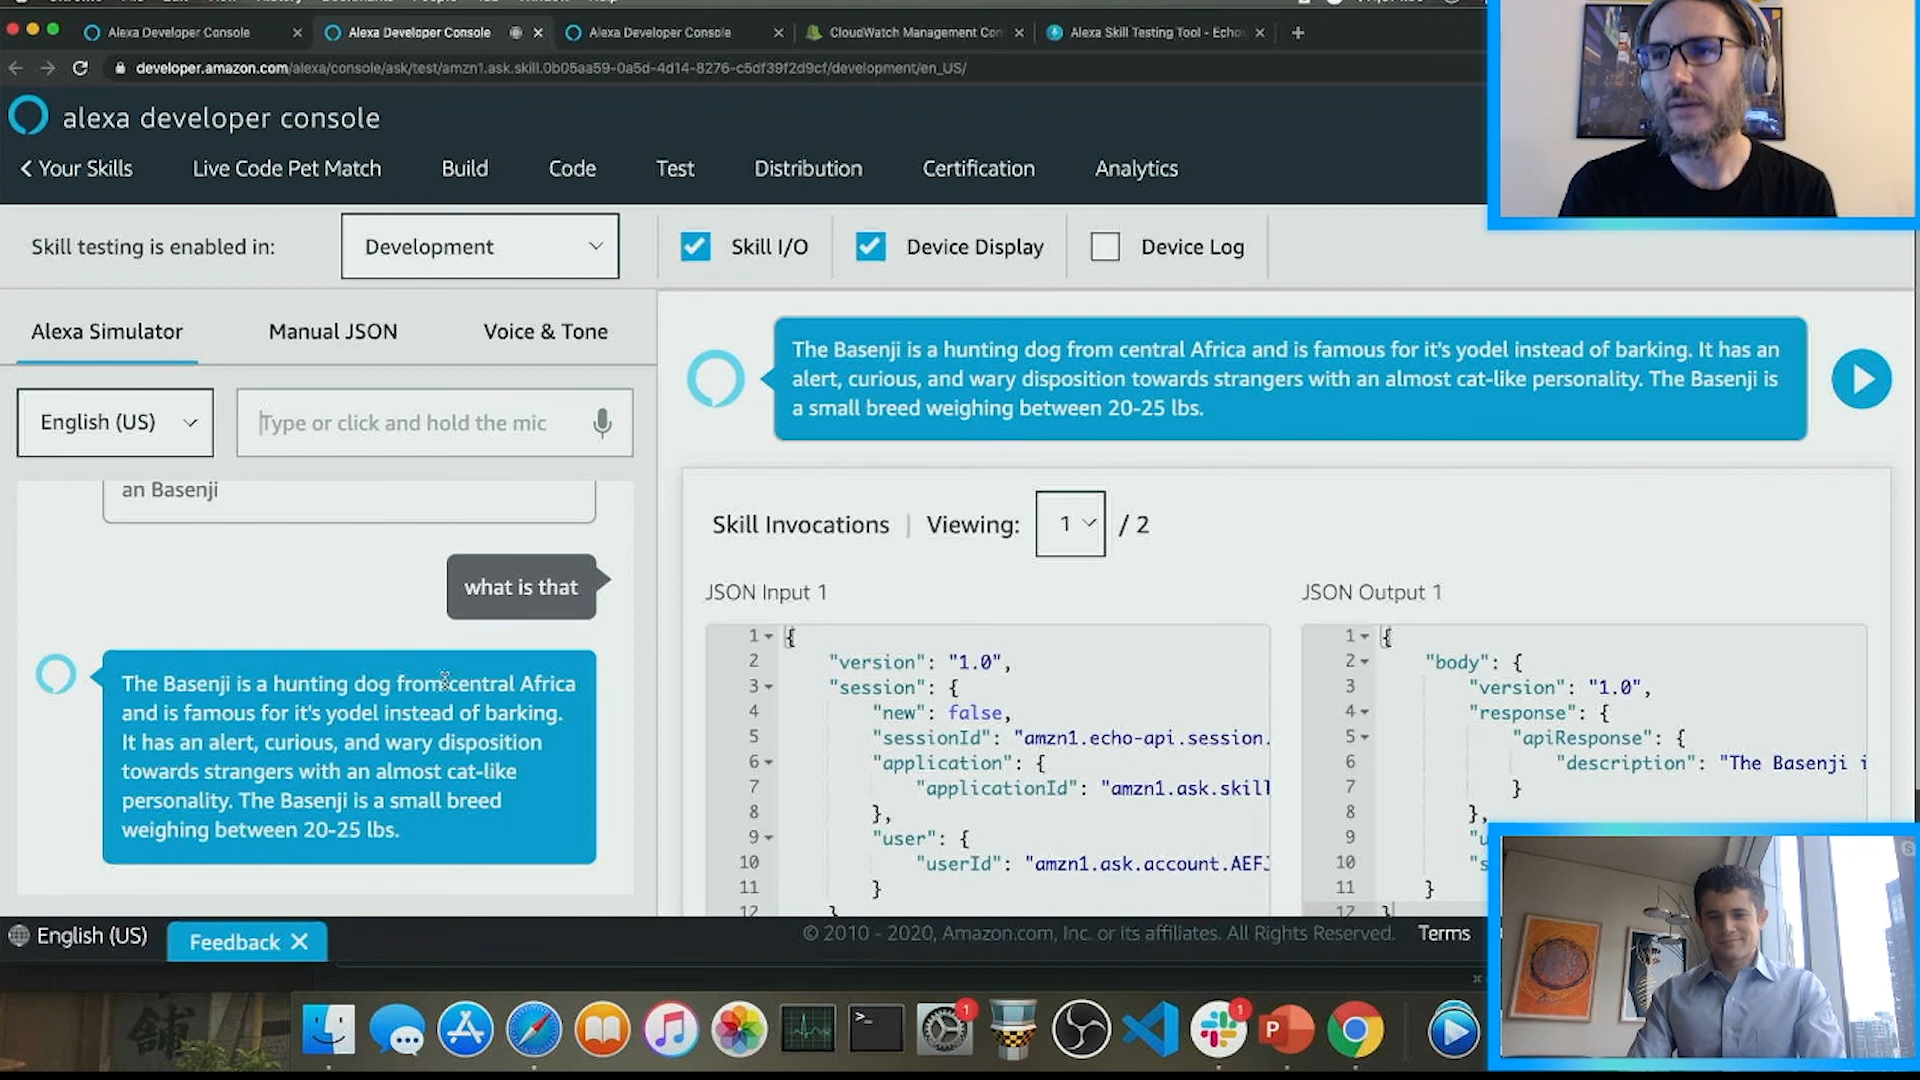 Alexa Developer Console
Alexa Developer Console
Alexa Developer Console
CloudWatch Management Con
Alexa Skill Testing Tool - Echo
developer.amazon.com/alexa/console/ask/test/amzn1.ask.skill.0b05aa59-0a5d-4d14-8276-c5df39f2d9cf/development/en_US/
alexa developer console
Your Skills
Live Code Pet Match
Build
Code
Test
Distribution
Certification
Analytics
Skill testing is enabled in:
Development
Skill I/O
Device Display
Device Log
Alexa Simulator
Manual JSON
Voice & Tone
English (US)
Type or click and hold the mic
an Basenji
what is that
The Basenji is a hunting dog from central Africa
and is famous for it's yodel instead of barking.
It has an alert, curious, and wary disposition
towards strangers with an almost cat-like
personality. The Basenji is a small breed
weighing between 20-25 lbs.
The Basenji is a hunting dog from central Africa and is famous for it's yodel instead of barking. It has an
alert, curious, and wary disposition towards strangers with an almost cat-like personality. The Basenji is
a small breed weighing between 20-25 lbs.
Skill Invocations | Viewing: 1 / 2
JSON Input 1
1 {
2 "version": "1.0",
3 "session": {
4 "new": false,
5 "sessionId": "amzn1.echo-api.session.
6 "application": {
7 "applicationId": "amzn1.ask.skill
8 },
9 "user": {
10 "userId": "amzn1.ask.account.AEFJ
11 }
12 }
JSON Output 1
1 {
2 "body": {
3 "version": "1.0",
4 "response": {
5 "apiResponse": {
6 "description": "The Basenji i
7 }
8 },
9 "u
10 "s
11 }
12 }
English (US)
Feedback
© 2010 - 2020, Amazon.com, Inc. or its affiliates. All Rights Reserved.
Terms
1
1
P
S
舖